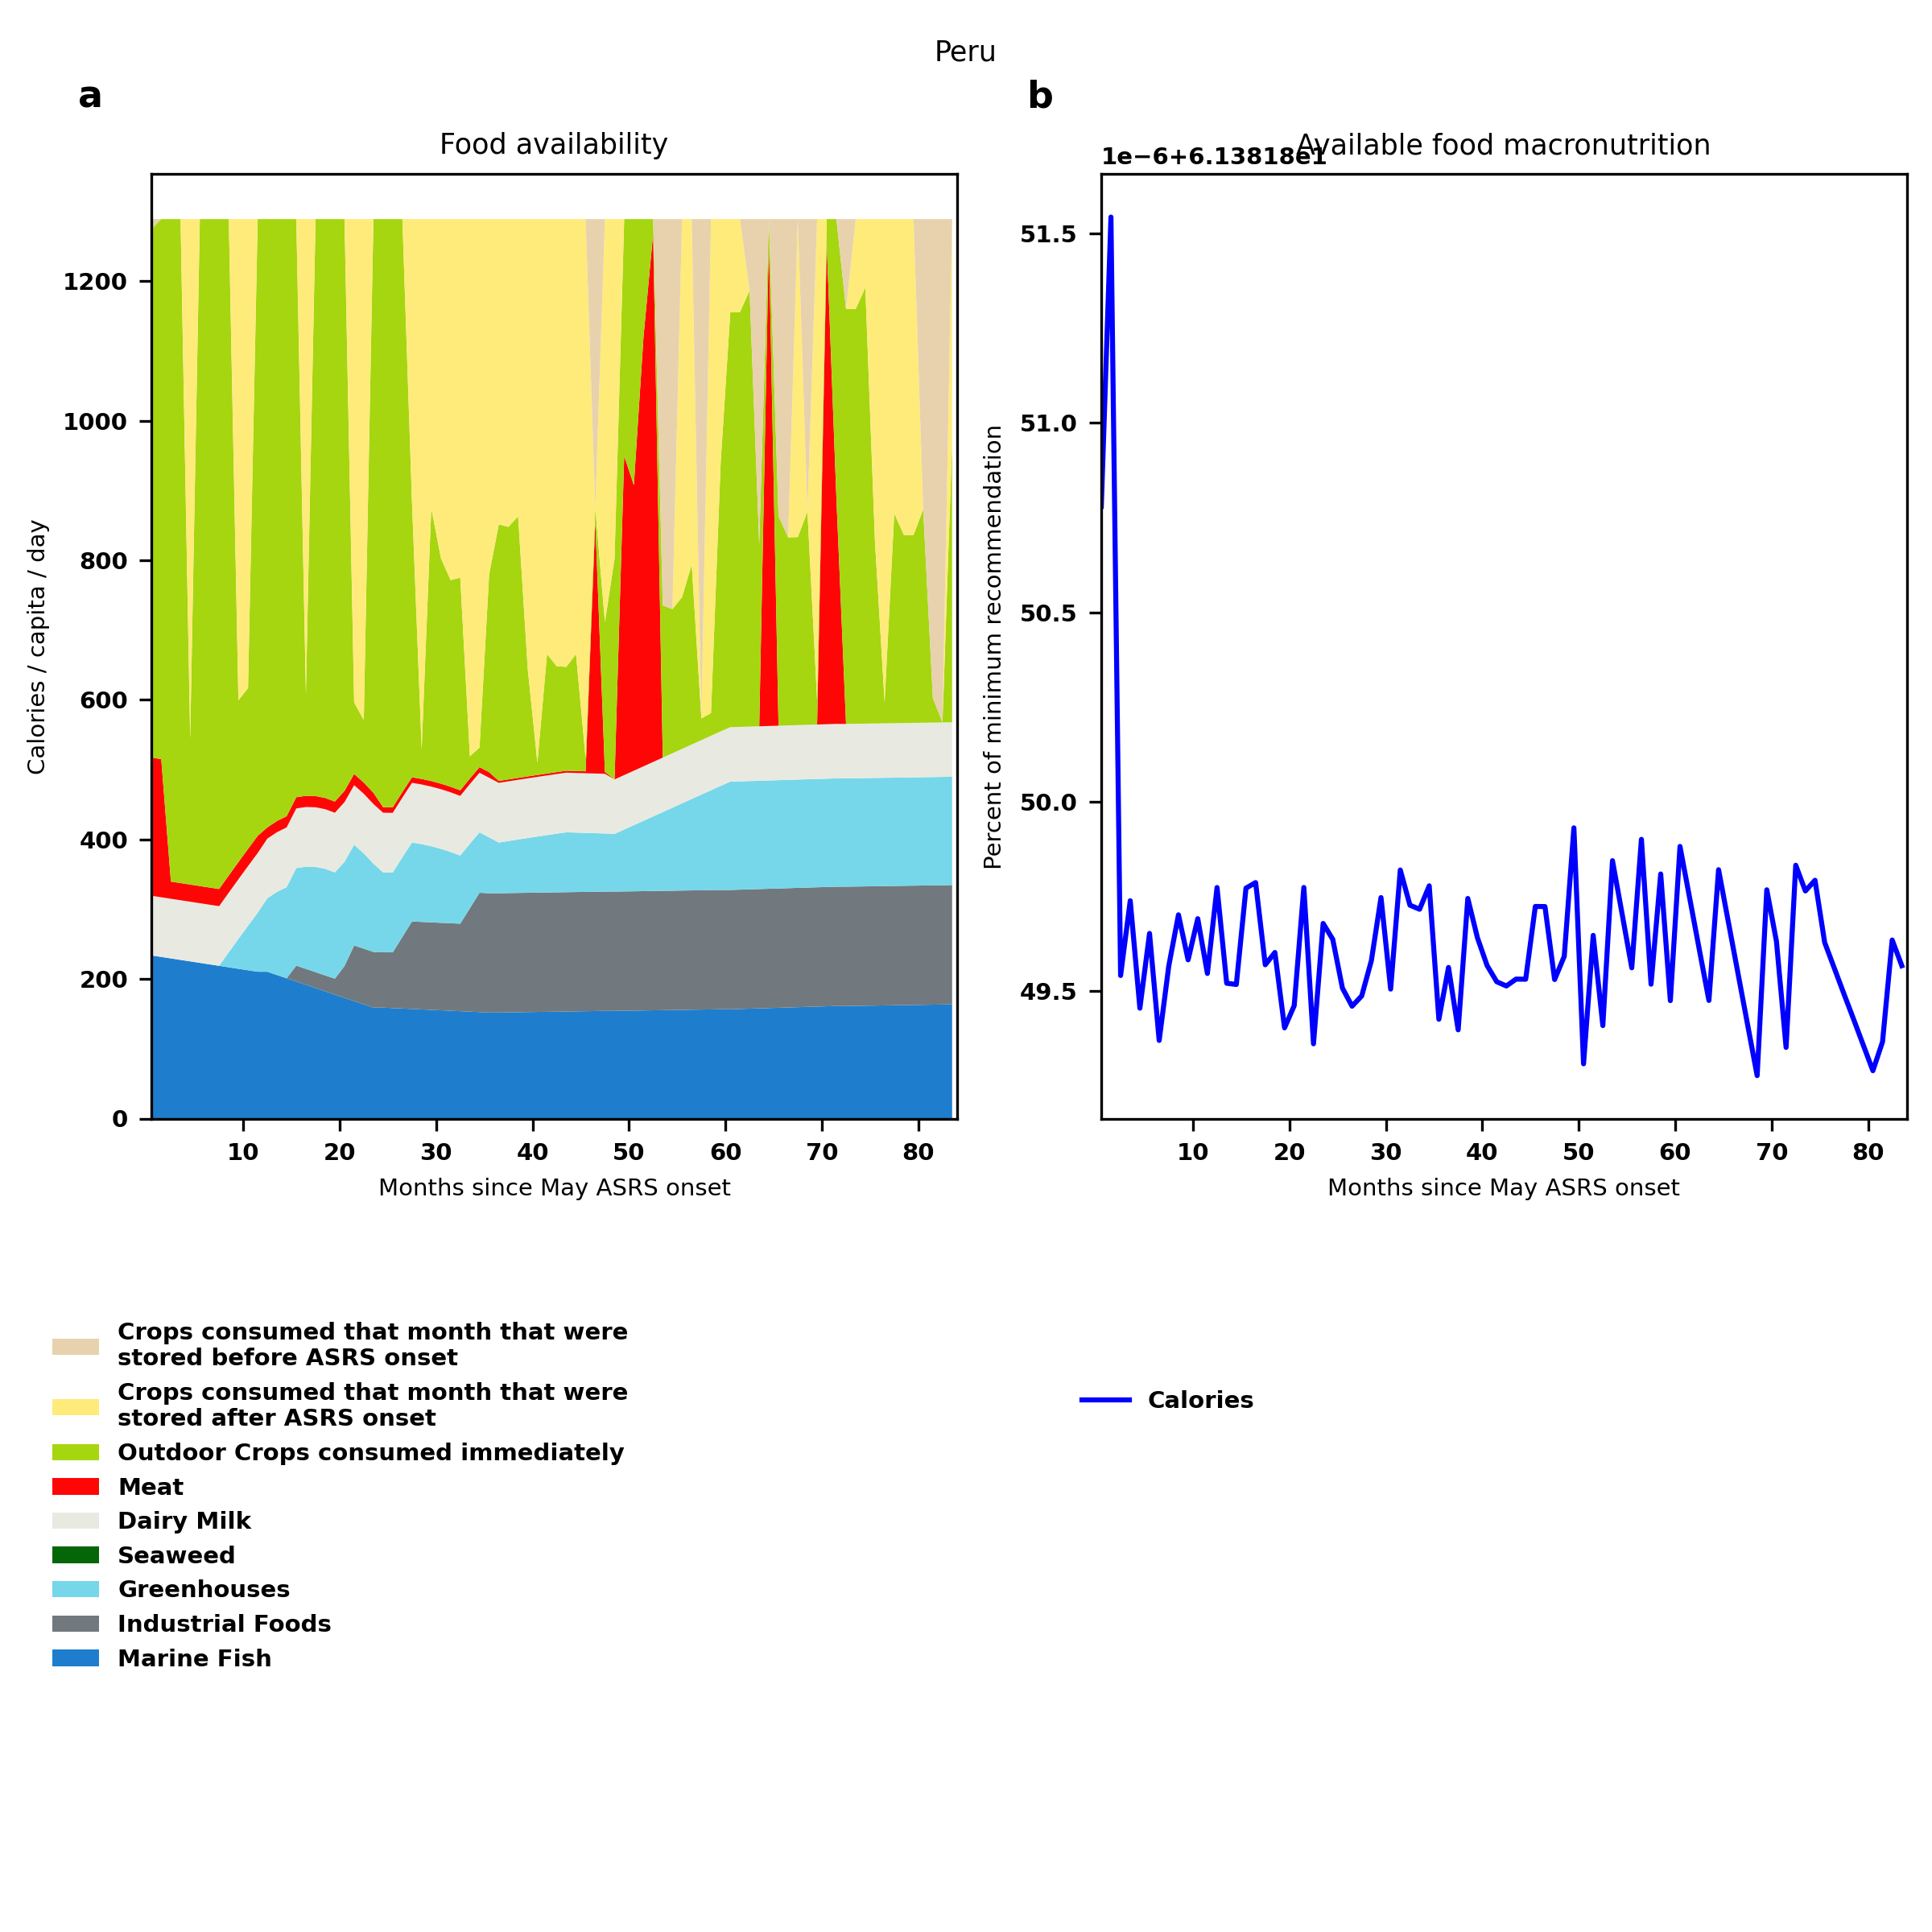 Peru
a
Food availability
1200
1000
800
600
400
200
0
Calories / capita / day
10 20 30 40 50 60 70 80
Months since May ASRS onset
b
Available food macronutrition
1e−6+6.13818e1
51.5
51.0
50.5
50.0
49.5
Percent of minimum recommendation
10 20 30 40 50 60 70 80
Months since May ASRS onset
Crops consumed that month that were
stored before ASRS onset
Crops consumed that month that were
stored after ASRS onset
Outdoor Crops consumed immediately
Meat
Dairy Milk
Seaweed
Greenhouses
Industrial Foods
Marine Fish
Calories